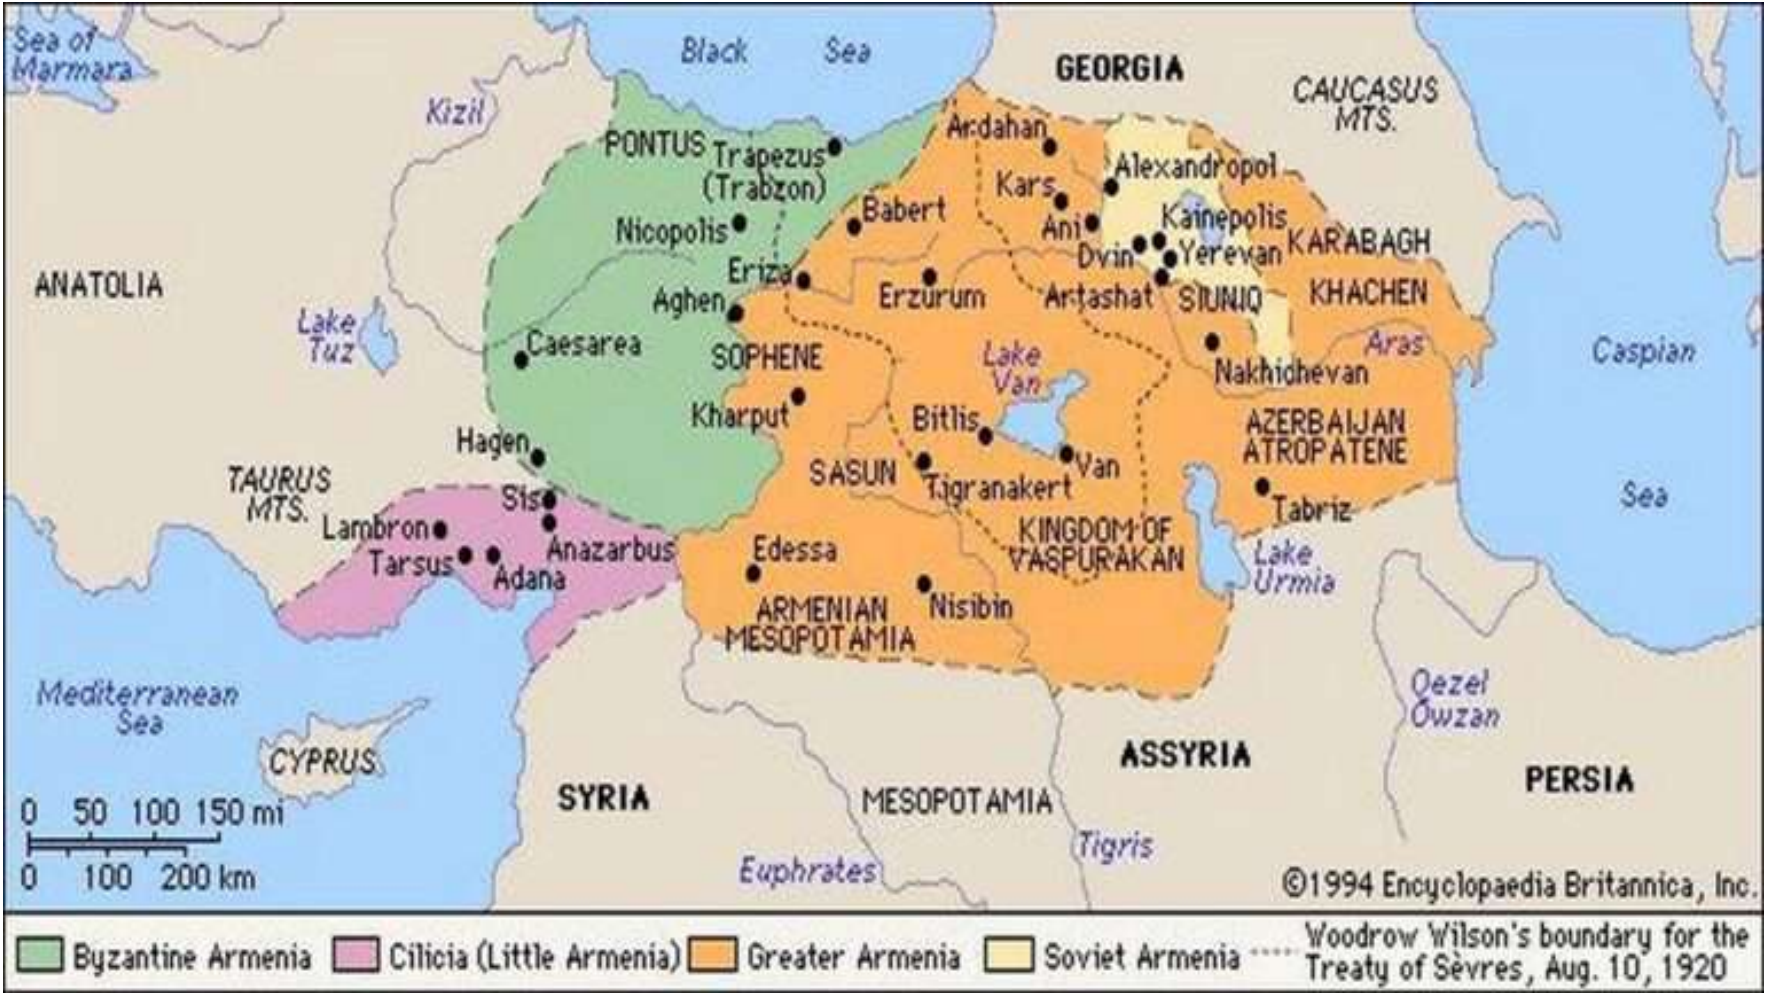 Sea of
Marmara
Black Sea
GEORGIA
CAUCASUS
MTS.
Kizil
PONTUS
Trapezus
(Trabzon)
Ardahan
Alexandropol
Kars
Babert
Nicopolis
Ani
Kainepolis
Dvin
Yerevan
KARABAGH
ANATOLIA
Eriza
Erzurum
Artashat
SIUNIQ
KHACHEN
Aghen
Lake
Tuz
Caesarea
SOPHENE
Lake
Van
Aras
Caspian
Sea
Nakhichevan
Kharput
Bitlis
AZERBAIJAN
ATROPATENE
Hagen
TAURUS
MTS.
SASUN
Van
Tigranakert
Sis
Tabriz
Lambron
KINGDOM OF
VASPURAKAN
Anazarbus
Tarsus
Adana
Edessa
Lake
Urmia
Nisibin
ARMENIAN
MESOPOTAMIA
Mediterranean
Sea
Qezel
Owzan
CYPRUS
ASSYRIA
PERSIA
SYRIA
MESOPOTAMIA
0 50 100 150 mi
0 100 200 km
Tigris
Euphrates
©1994 Encyclopaedia Britannica, Inc.
Byzantine Armenia
Cilicia (Little Armenia)
Greater Armenia
Soviet Armenia
Woodrow Wilson's boundary for the
Treaty of Sèvres, Aug. 10, 1920